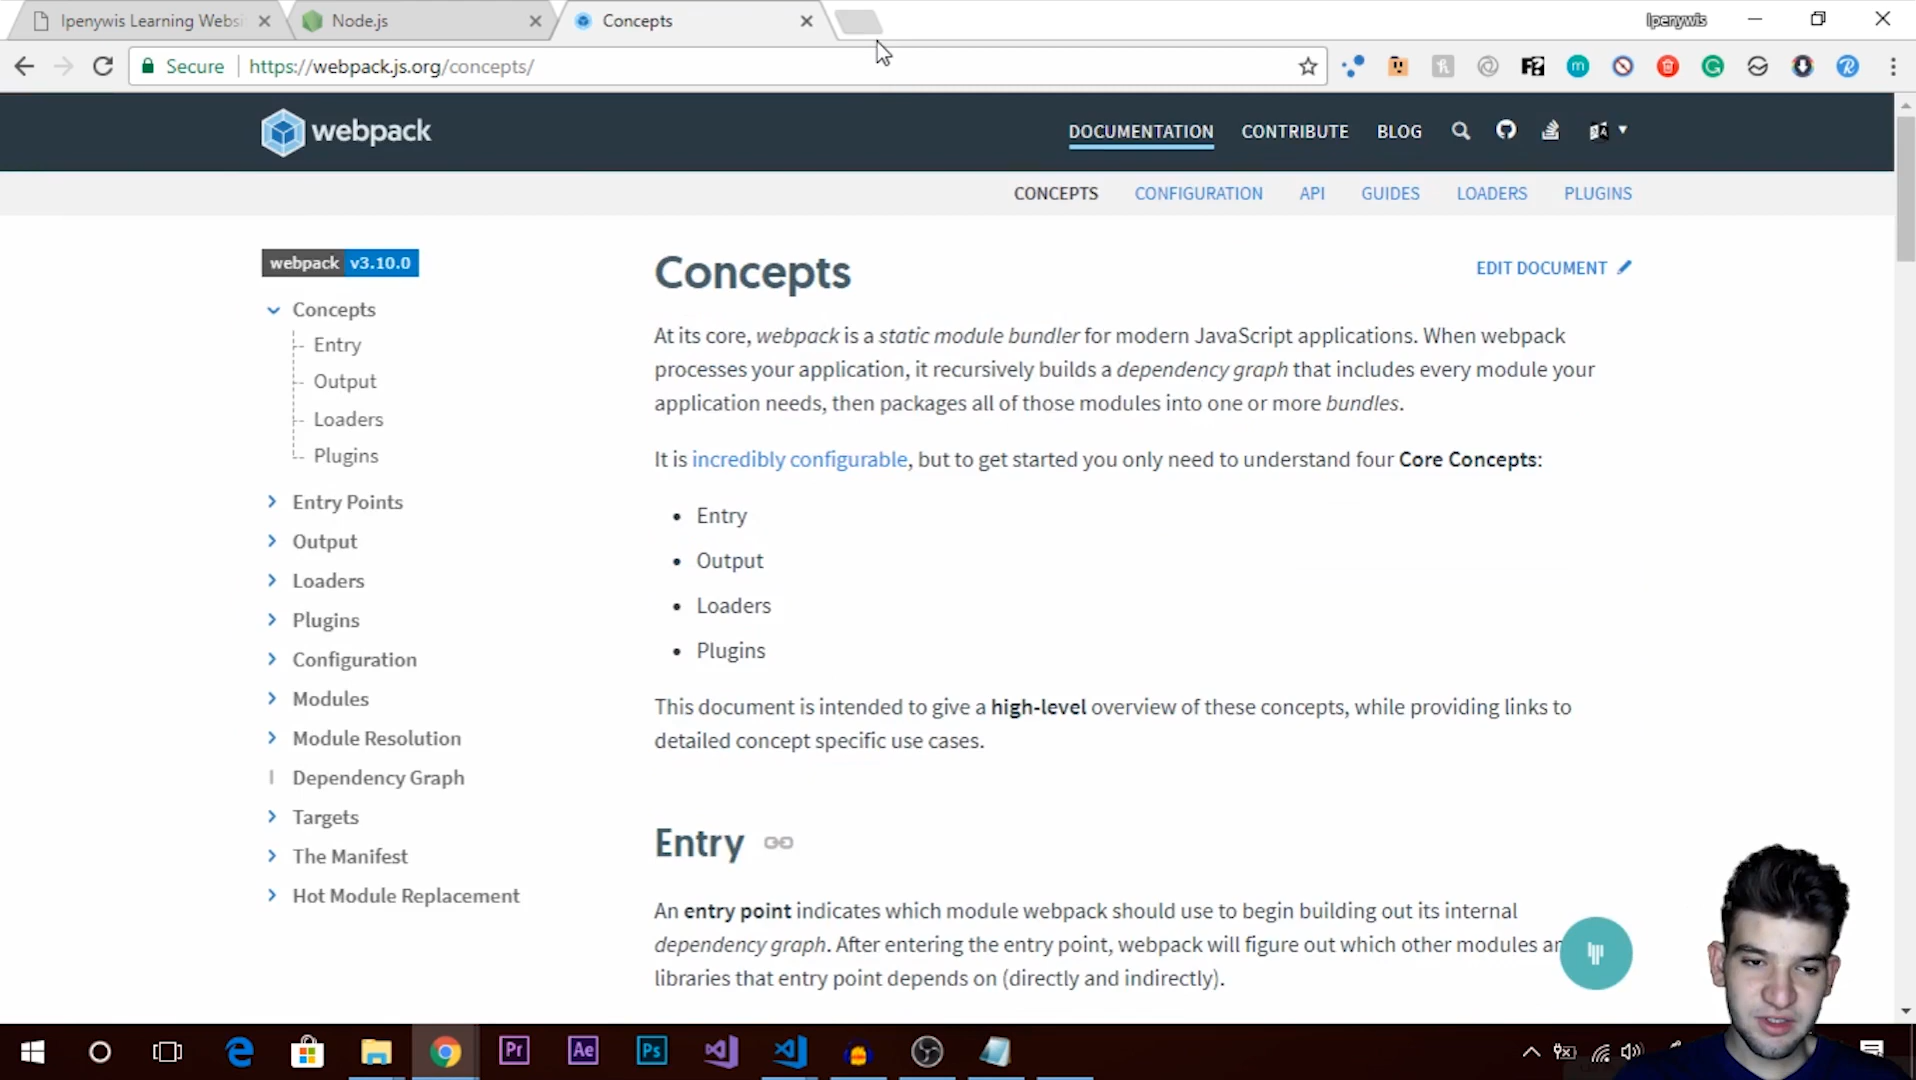 Ipenywis Learning Websi
Node.js
Concepts
Ipenywis
Secure
https://webpack.js.org/concepts/
webpack
DOCUMENTATION
CONTRIBUTE
BLOG
CONCEPTS
CONFIGURATION
API
GUIDES
LOADERS
PLUGINS
webpack v3.10.0
Concepts
Entry
Output
Loaders
Plugins
Entry Points
Output
Loaders
Plugins
Configuration
Modules
Module Resolution
Dependency Graph
Targets
The Manifest
Hot Module Replacement
Concepts
EDIT DOCUMENT
At its core, webpack is a static module bundler for modern JavaScript applications. When webpack
processes your application, it recursively builds a dependency graph that includes every module your
application needs, then packages all of those modules into one or more bundles.
It is incredibly configurable, but to get started you only need to understand four Core Concepts:
• Entry
• Output
• Loaders
• Plugins
This document is intended to give a high-level overview of these concepts, while providing links to
detailed concept specific use cases.
Entry
An entry point indicates which module webpack should use to begin building out its internal
dependency graph. After entering the entry point, webpack will figure out which other modules an
libraries that entry point depends on (directly and indirectly).
Pr
Ae
Ps